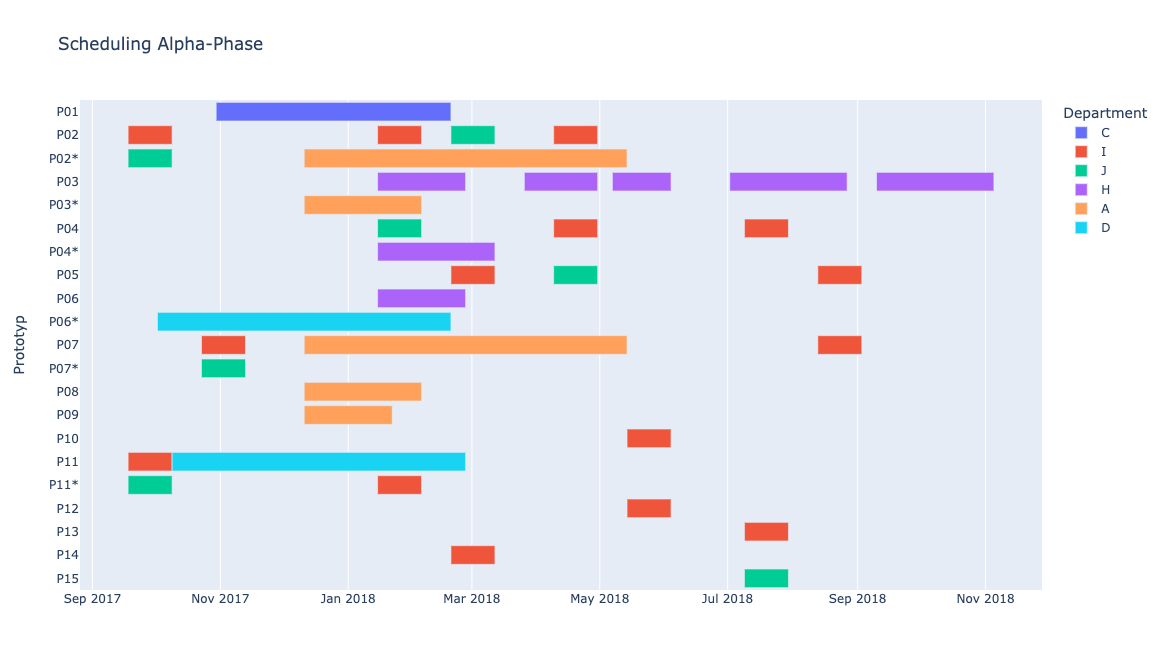 Scheduling Alpha-Phase
Prototyp
P01
P02
P02*
P03
P03*
P04
P04*
P05
P06
P06*
P07
P07*
P08
P09
P10
P11
P11*
P12
P13
P14
P15
Sep 2017 Nov 2017 Jan 2018 Mar 2018 May 2018 Jul 2018 Sep 2018 Nov 2018
Department
C
I
J
H
A
D